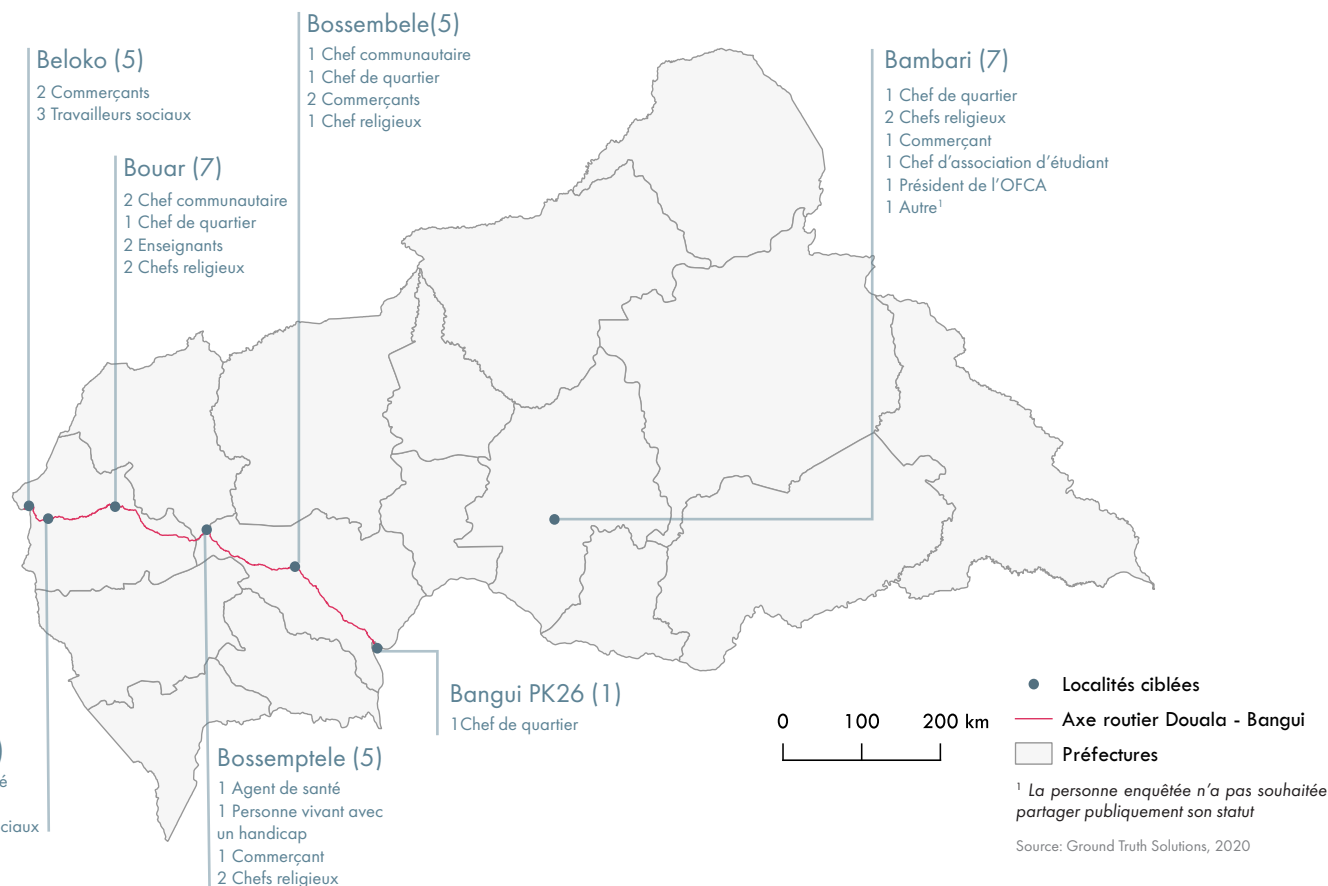 Bossembele(5)
1 Chef communautaire
1 Chef de quartier
2 Commerçants
1 Chef religieux
Beloko (5)
2 Commerçants
3 Travailleurs sociaux
Bambari (7)
1 Chef de quartier
2 Chefs religieux
1 Commerçant
1 Chef d'association d'étudiant
1 Président de l'OFCA
1 Autre¹
Bouar (7)
2 Chef communautaire
1 Chef de quartier
2 Enseignants
2 Chefs religieux
Bangui PK26 (1)
1Chef de quartier
)
é
ciaux
Bossemptele (5)
1 Agent de santé
1 Personne vivant avec
un handicap
1 Commerçant
2 Chefs religieux
0 100 200 km
Localités ciblées
Axe routier Douala - Bangui
Préfectures
¹ La personne enquêtée n'a pas souhaitée
partager publiquement son statut
Source: Ground Truth Solutions, 2020